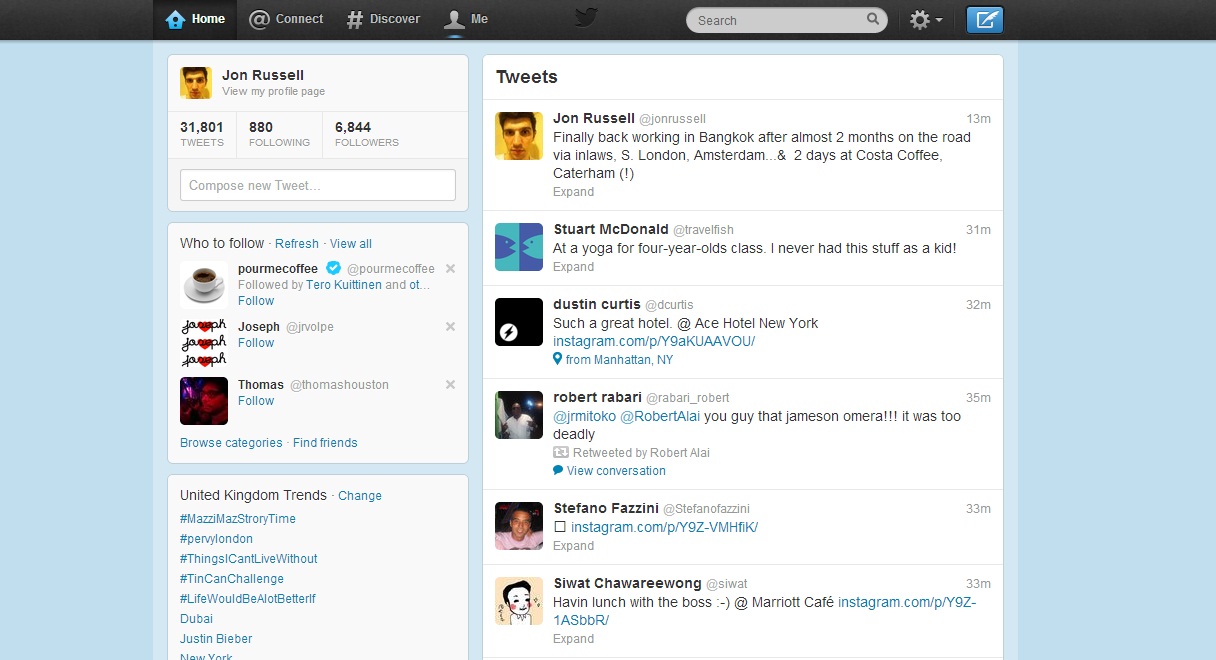 Home
Connect
Discover
Me
Search
Jon Russell
View my profile page
31,801
TWEETS
880
FOLLOWING
6,844
FOLLOWERS
Compose new Tweet...
Who to follow · Refresh · View all
pourmecoffee @pourmecoffee
Followed by Tero Kuittinen and ot...
Follow
Joseph @jrvolpe
Follow
Thomas @thomashouston
Follow
Browse categories · Find friends
United Kingdom Trends · Change
#MazziMazStroryTime
#pervylondon
#ThingsICantLiveWithout
#TinCanChallenge
#LifeWouldBeAlotBetterIf
Dubai
Justin Bieber
New York
Tweets
Jon Russell @jonrussell 13m
Finally back working in Bangkok after almost 2 months on the road
via inlaws, S. London, Amsterdam...& 2 days at Costa Coffee,
Caterham (!)
Expand
Stuart McDonald @travelfish 31m
At a yoga for four-year-olds class. I never had this stuff as a kid!
Expand
dustin curtis @dcurtis 32m
Such a great hotel. @ Ace Hotel New York
instagram.com/p/Y9aKUAAVOU/
from Manhattan, NY
robert rabari @rabari_robert 35m
@jrmitoko @RobertAlai you guy that jameson omera!!! it was too
deadly
Retweeted by Robert Alai
View conversation
Stefano Fazzini @Stefanofazzini 33m
instagram.com/p/Y9Z-VMHfiK/
Expand
Siwat Chawareewong @siwat 33m
Havin lunch with the boss :-) @ Marriott Café instagram.com/p/Y9Z-
1ASbbR/
Expand
joseph
joseph
joseph